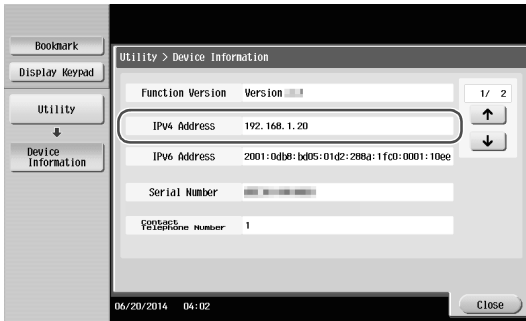 Bookmark
Display Keypad
Utility
Device
Information
Utility > Device Information
1/ 2
Function Version Version
IPv4 Address 192.168.1.20
IPv6 Address 2001:0db8:bd05:01d2:288a:1fc0:0001:10ee
Serial Number
Contact
Telephone Number 1
06/20/2014 04:02
Close